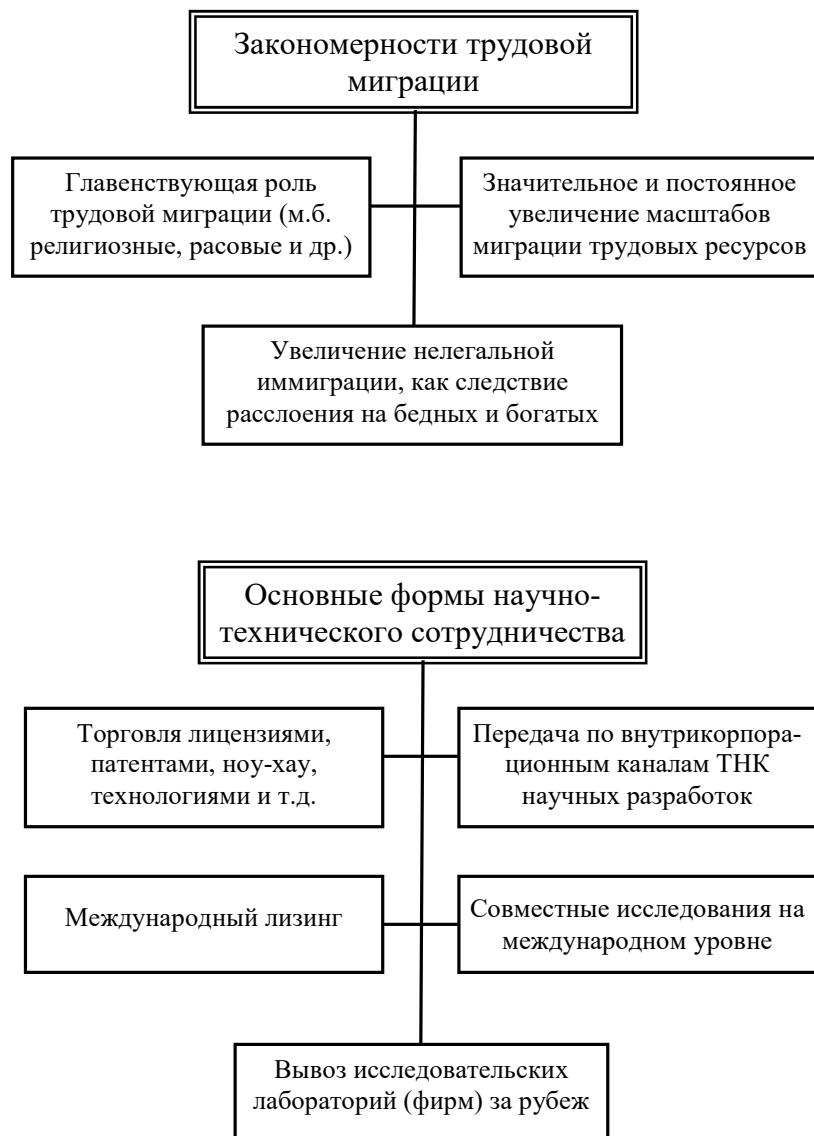 Закономерности трудовой
миграции
Главенствующая роль
трудовой миграции (м.б.
религиозные, расовые и др.)
Значительное и постоянное
увеличение масштабов
миграции трудовых ресурсов
Увеличение нелегальной
иммиграции, как следствие
расслоения на бедных и богатых
Основные формы научно-
технического сотрудничества
Торговля лицензиями,
патентами, ноу-хау,
технологиями и т.д.
Передача по внутрикорпора-
ционным каналам ТНК
научных разработок
Международный лизинг
Совместные исследования на
международном уровне
Вывоз исследовательских
лабораторий (фирм) за рубеж